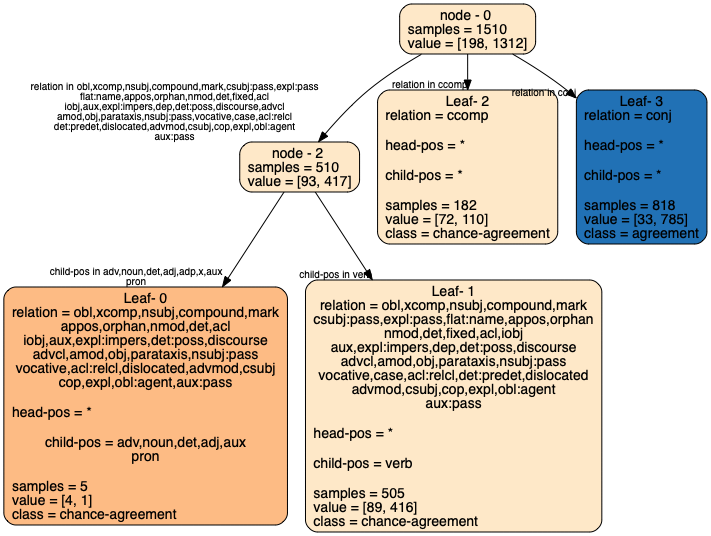 node - 0
samples = 1510
value = [198, 1312]
relation in obl,xcomp,nsubj,compound,mark,csubj:pass,expl:pass
flat:name,appos,orphan,nmod,det,fixed,acl
iobj,aux,expl:impers,dep,det:poss,discourse,advcl
amod,obj,parataxis,nsubj:pass,vocative,case,acl:relcl
det:predet,dislocated,advmod,csubj,cop,expl,obl:agent
aux:pass
relation in ccomp
relation in conj
node - 2
samples = 510
value = [93, 417]
Leaf- 2
relation = ccomp
head-pos = *
child-pos = *
samples = 182
value = [72, 110]
class = chance-agreement
Leaf- 3
relation = conj
head-pos = *
child-pos = *
samples = 818
value = [33, 785]
class = agreement
child-pos in adv,noun,det,adj,adp,x,aux
pron
child-pos in verb
Leaf- 0
relation = obl,xcomp,nsubj,compound,mark
appos,orphan,nmod,det,acl
iobj,aux,expl:impers,det:poss,discourse
advcl,amod,obj,parataxis,nsubj:pass
vocative,acl:relcl,dislocated,advmod,csubj
cop,expl,obl:agent,aux:pass
head-pos = *
child-pos = adv,noun,det,adj,aux
pron
samples = 5
value = [4, 1]
class = chance-agreement
Leaf- 1
relation = obl,xcomp,nsubj,compound,mark
csubj:pass,expl:pass,flat:name,appos,orphan
nmod,det,fixed,acl,iobj
aux,expl:impers,dep,det:poss,discourse
advcl,amod,obj,parataxis,nsubj:pass
vocative,case,acl:relcl,det:predet,dislocated
advmod,csubj,cop,expl,obl:agent
aux:pass
head-pos = *
child-pos = verb
samples = 505
value = [89, 416]
class = chance-agreement